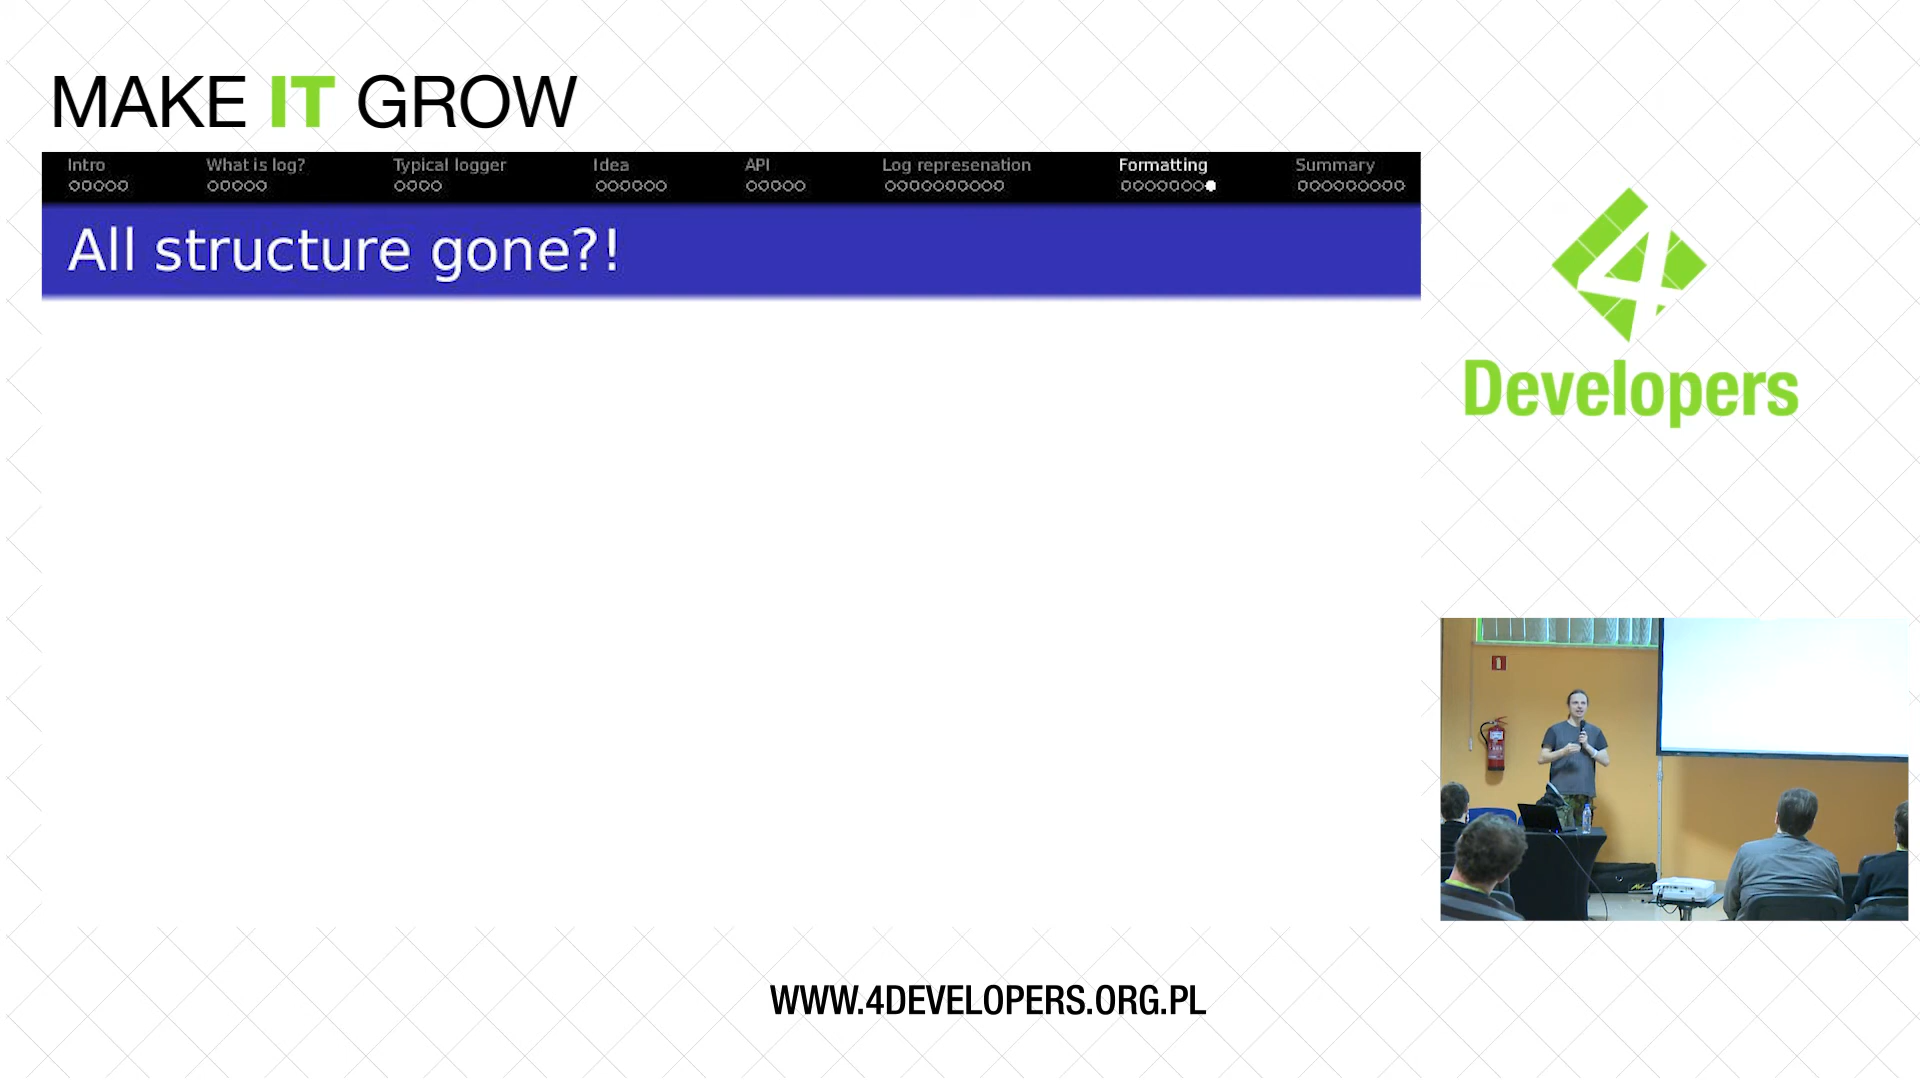 MAKE IT GROW
Intro What is log? Typical logger Idea API Log represenation Formatting Summary
All structure gone?!
4
Developers
WWW.4DEVELOPERS.ORG.PL